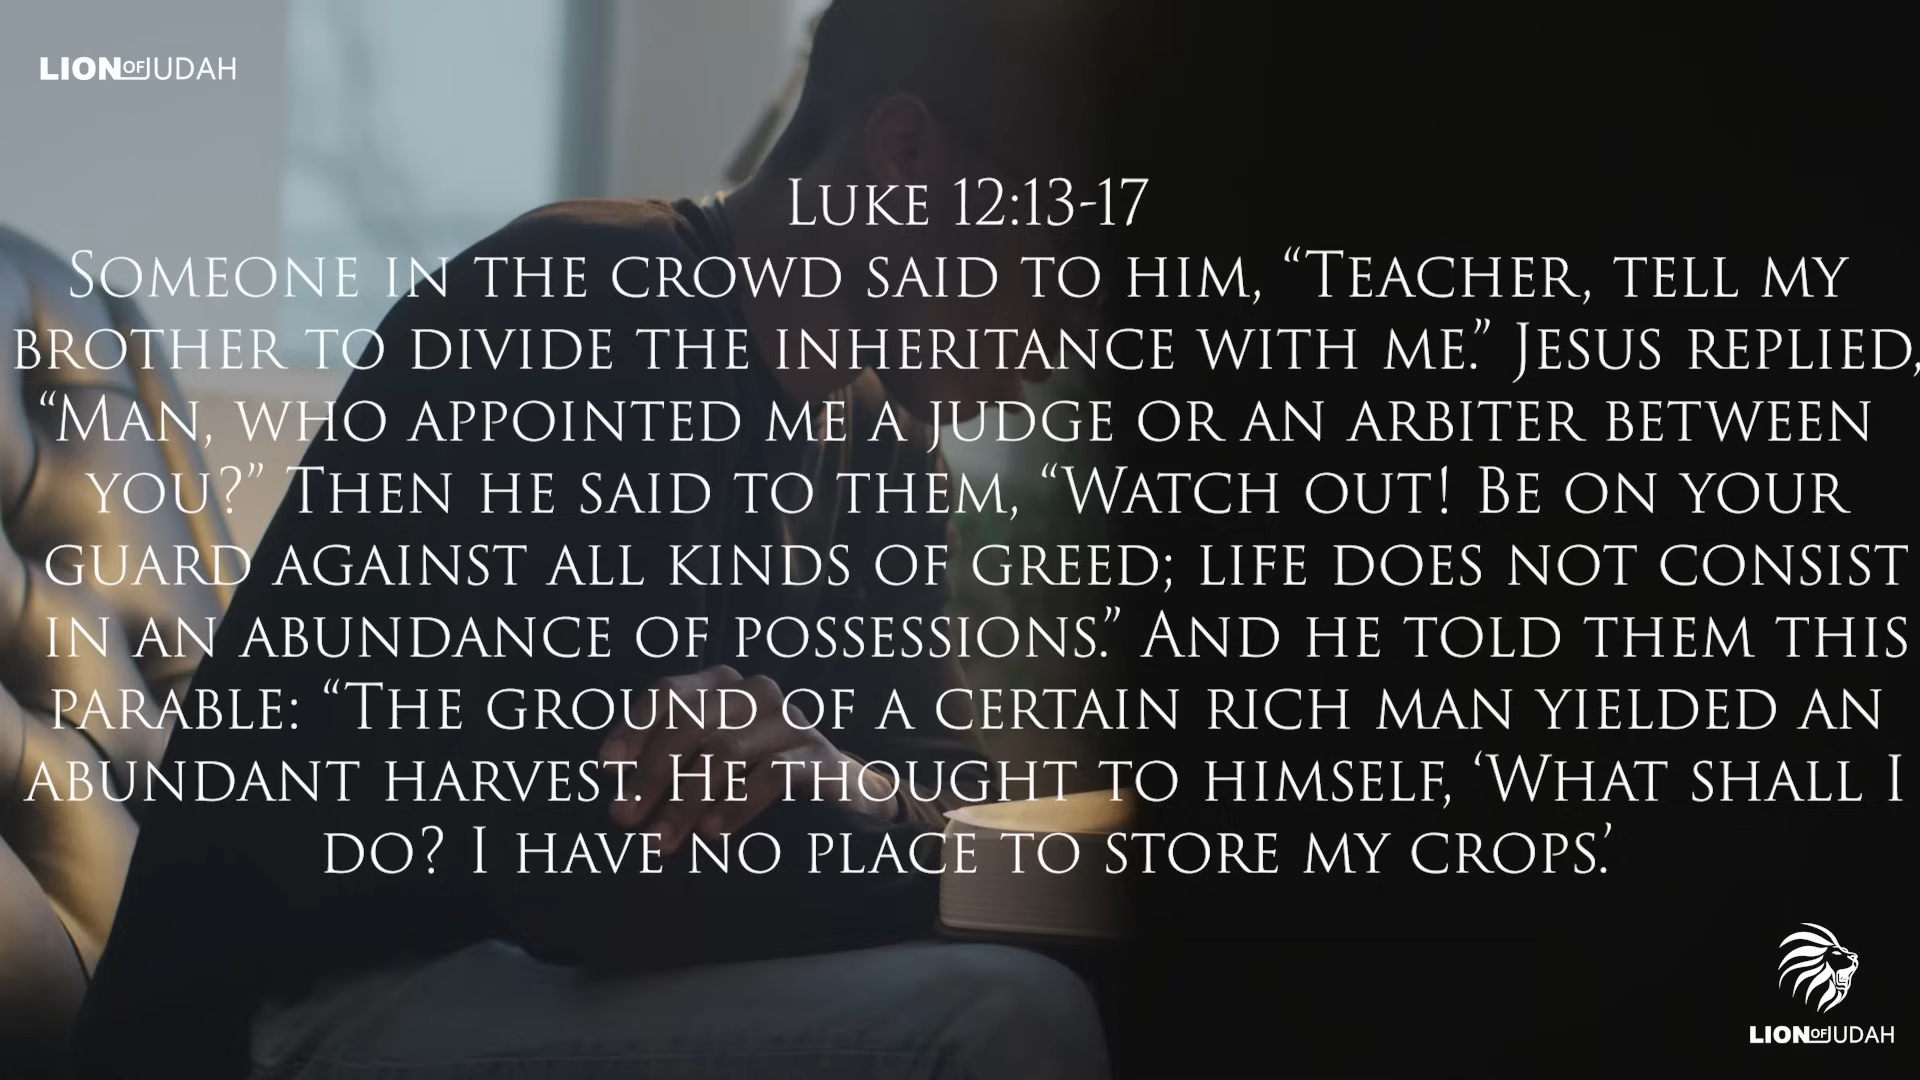 LION OF JUDAH
Luke 12:13-17
Someone in the crowd said to him, “Teacher, tell my
brother to divide the inheritance with me.” Jesus replied,
“Man, who appointed me a judge or an arbiter between
you?” Then he said to them, “Watch out! Be on your
guard against all kinds of greed; life does not consist
in an abundance of possessions.” And he told them this
parable: “The ground of a certain rich man yielded an
abundant harvest. He thought to himself, ‘What shall I
do? I have no place to store my crops.’
LION OF JUDAH